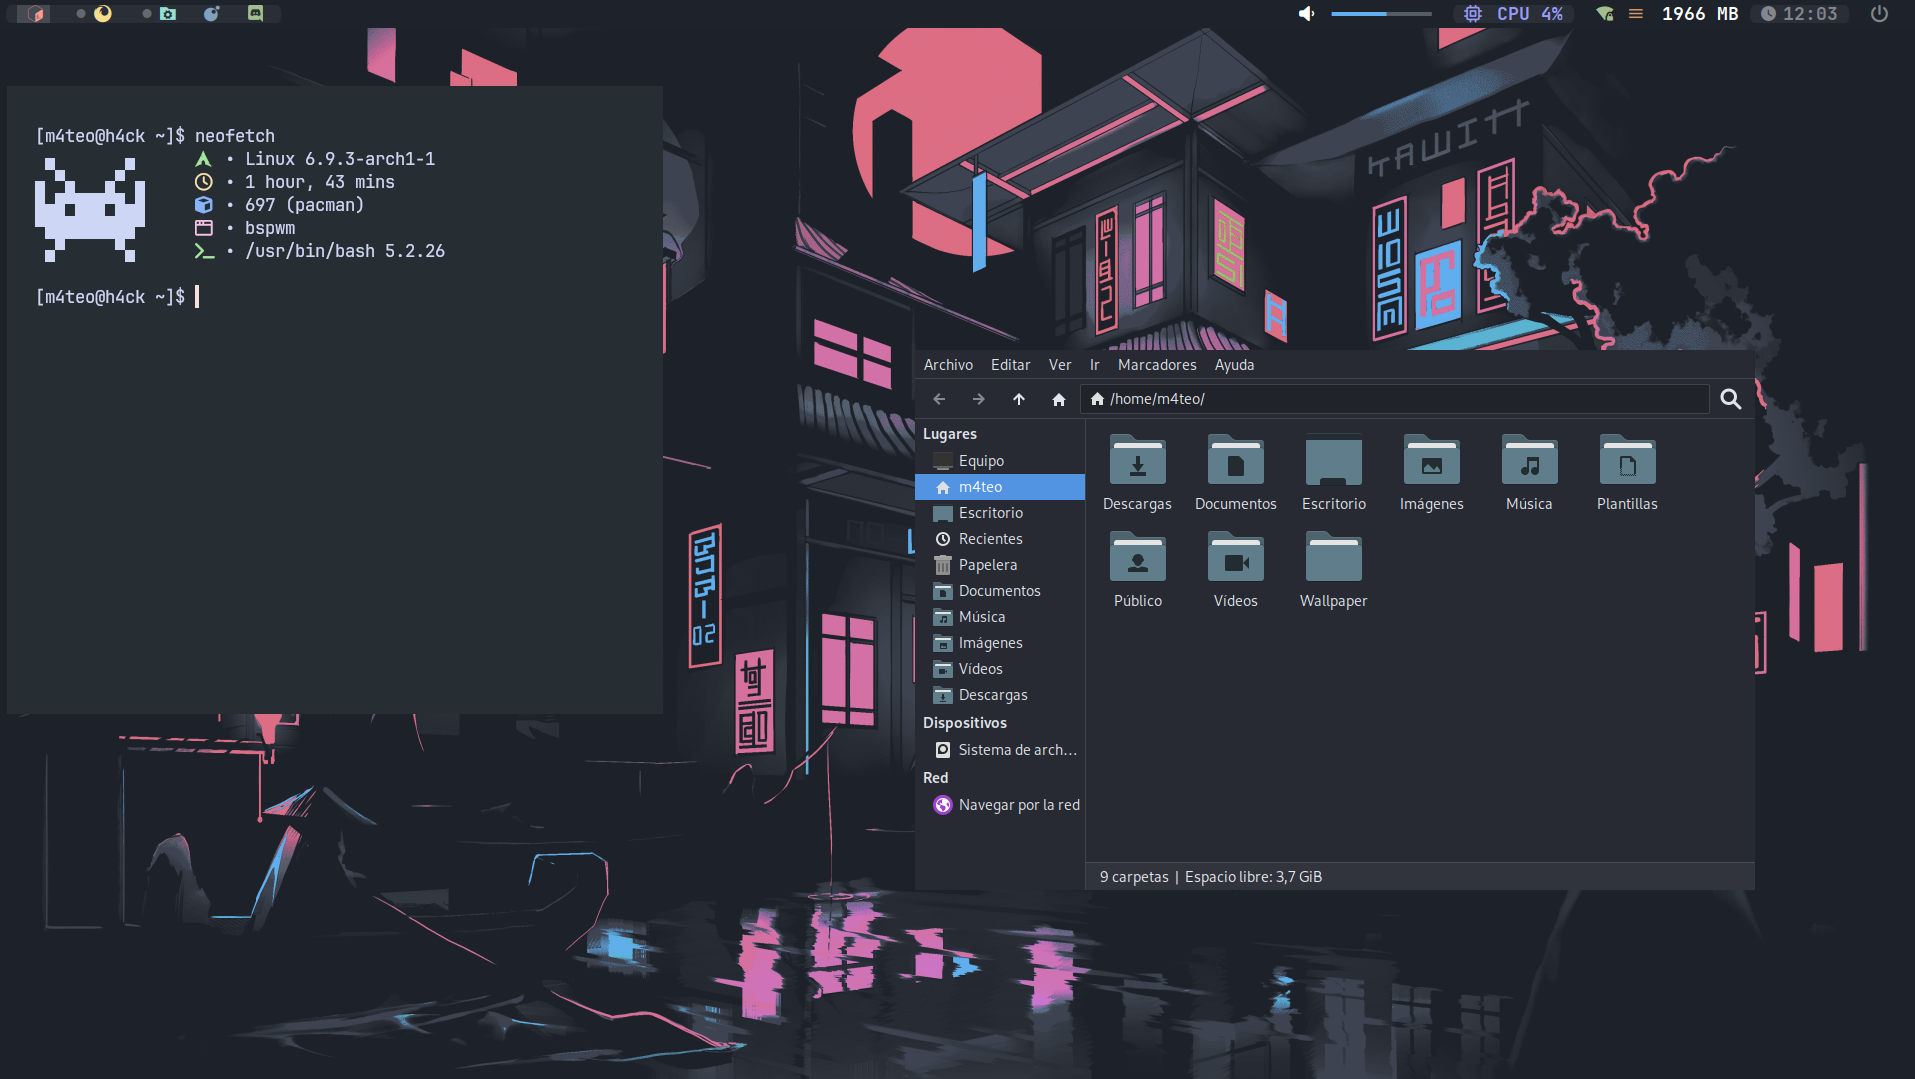 CPU 4%
1966 MB
12:03
[m4teo@h4ck ~]$ neofetch
• Linux 6.9.3-arch1-1
• 1 hour, 43 mins
• 697 (pacman)
• bspwm
• /usr/bin/bash 5.2.26
[m4teo@h4ck ~]$
KAWITT
Archivo Editar Ver Ir Marcadores Ayuda
/home/m4teo/
Lugares
Equipo
m4teo
Escritorio
Recientes
Papelera
Documentos
Música
Imágenes
Vídeos
Descargas
Dispositivos
Sistema de arch…
Red
Navegar por la red
Descargas Documentos Escritorio Imágenes Música Plantillas
Público Vídeos Wallpaper
9 carpetas | Espacio libre: 3,7 GiB